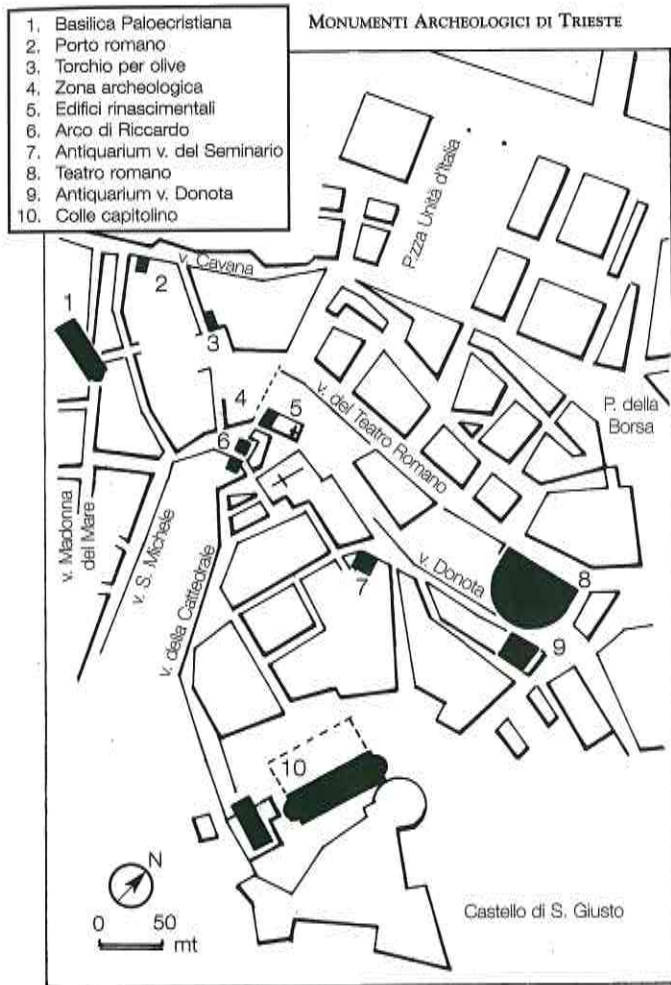 MONUMENTI ARCHEOLOGICI DI TRIESTE
1. Basilica Paloecristiana
2. Porto romano
3. Torchio per olive
4. Zona archeologica
5. Edifici rinascimentali
6. Arco di Riccardo
7. Antiquarium v. del Seminario
8. Teatro romano
9. Antiquarium v. Donota
10. Colle capitolino
P.zza Unità d'Italia
v. Cavana
1
2
3
4
5
v. del Teatro Romano
P. della
Borsa
6
v. Madonna
del Mare
v. S. Michele
v. della Cattedrale
7
v. Donota
8
9
10
N
0 50
mt
Castello di S. Giusto